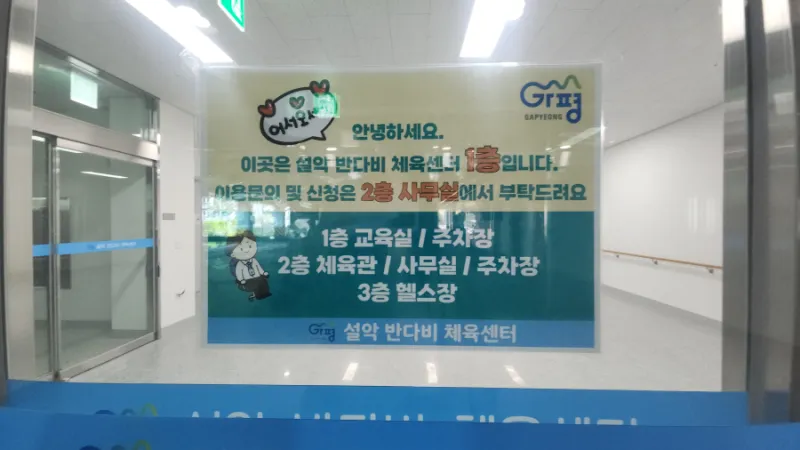 어서오세요
Ga평
GAPYEONG
안녕하세요.
이곳은 설악 반다비 체육센터 1층입니다.
이용문의 및 신청은 2층 사무실에서 부탁드려요
1층 교육실 / 주차장
2층 체육관 / 사무실 / 주차장
3층 헬스장
Ga평 설악 반다비 체육센터